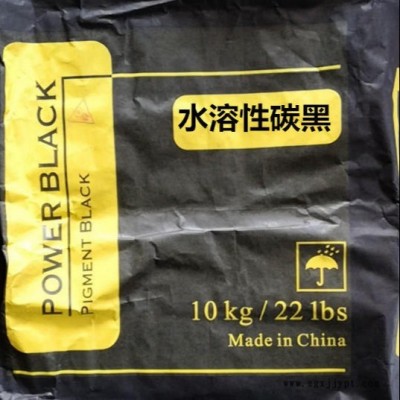 POWER BLACK
PIGMENT BLACK
水溶性碳黑
10 kg / 22 lbs
Made in China